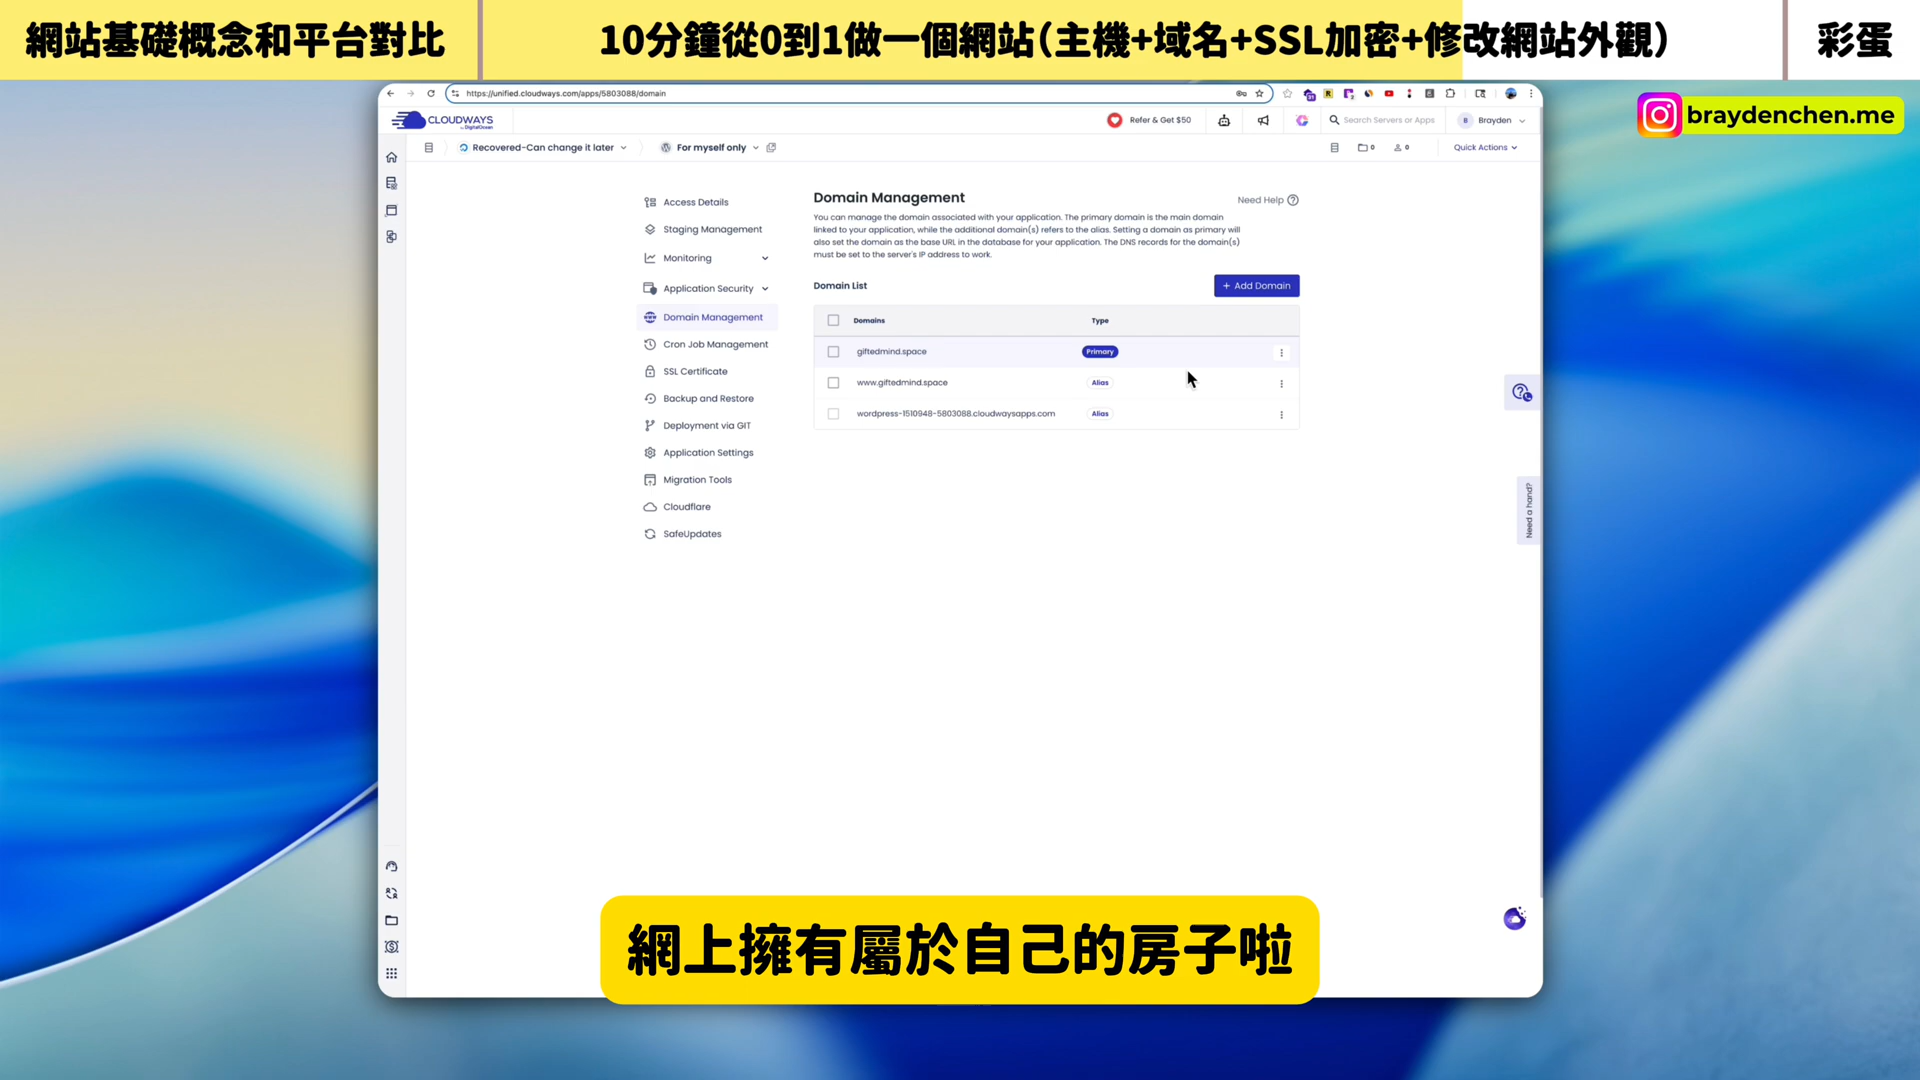 網站基礎概念和平台對比
10分鐘從0到1做一個網站(主機+域名+SSL加密+修改網站外觀)
彩蛋
https://unified.cloudways.com/apps/5803088/domain
braydenchen.me
CLOUDWAYS
by DigitalOcean
Refer & Get $50
Search Servers or Apps
B
Brayden
Recovered-Can change it later
For myself only
0
0
Quick Actions
Access Details
Staging Management
Monitoring
Application Security
Domain Management
Cron Job Management
SSL Certificate
Backup and Restore
Deployment via GIT
Application Settings
Migration Tools
Cloudflare
SafeUpdates
Domain Management
Need Help
You can manage the domain associated with your application. The primary domain is the main domain
linked to your application, while the additional domain(s) refers to the alias. Setting a domain as primary will
also set the domain as the base URL in the database for your application. The DNS records for the domain(s)
must be set to the server's IP address to work.
Domain List
+ Add Domain
Domains
Type
giftedmind.space
Primary
www.giftedmind.space
Alias
wordpress-1510948-5803088.cloudwaysapps.com
Alias
Need a hand?
網上擁有屬於自己的房子啦